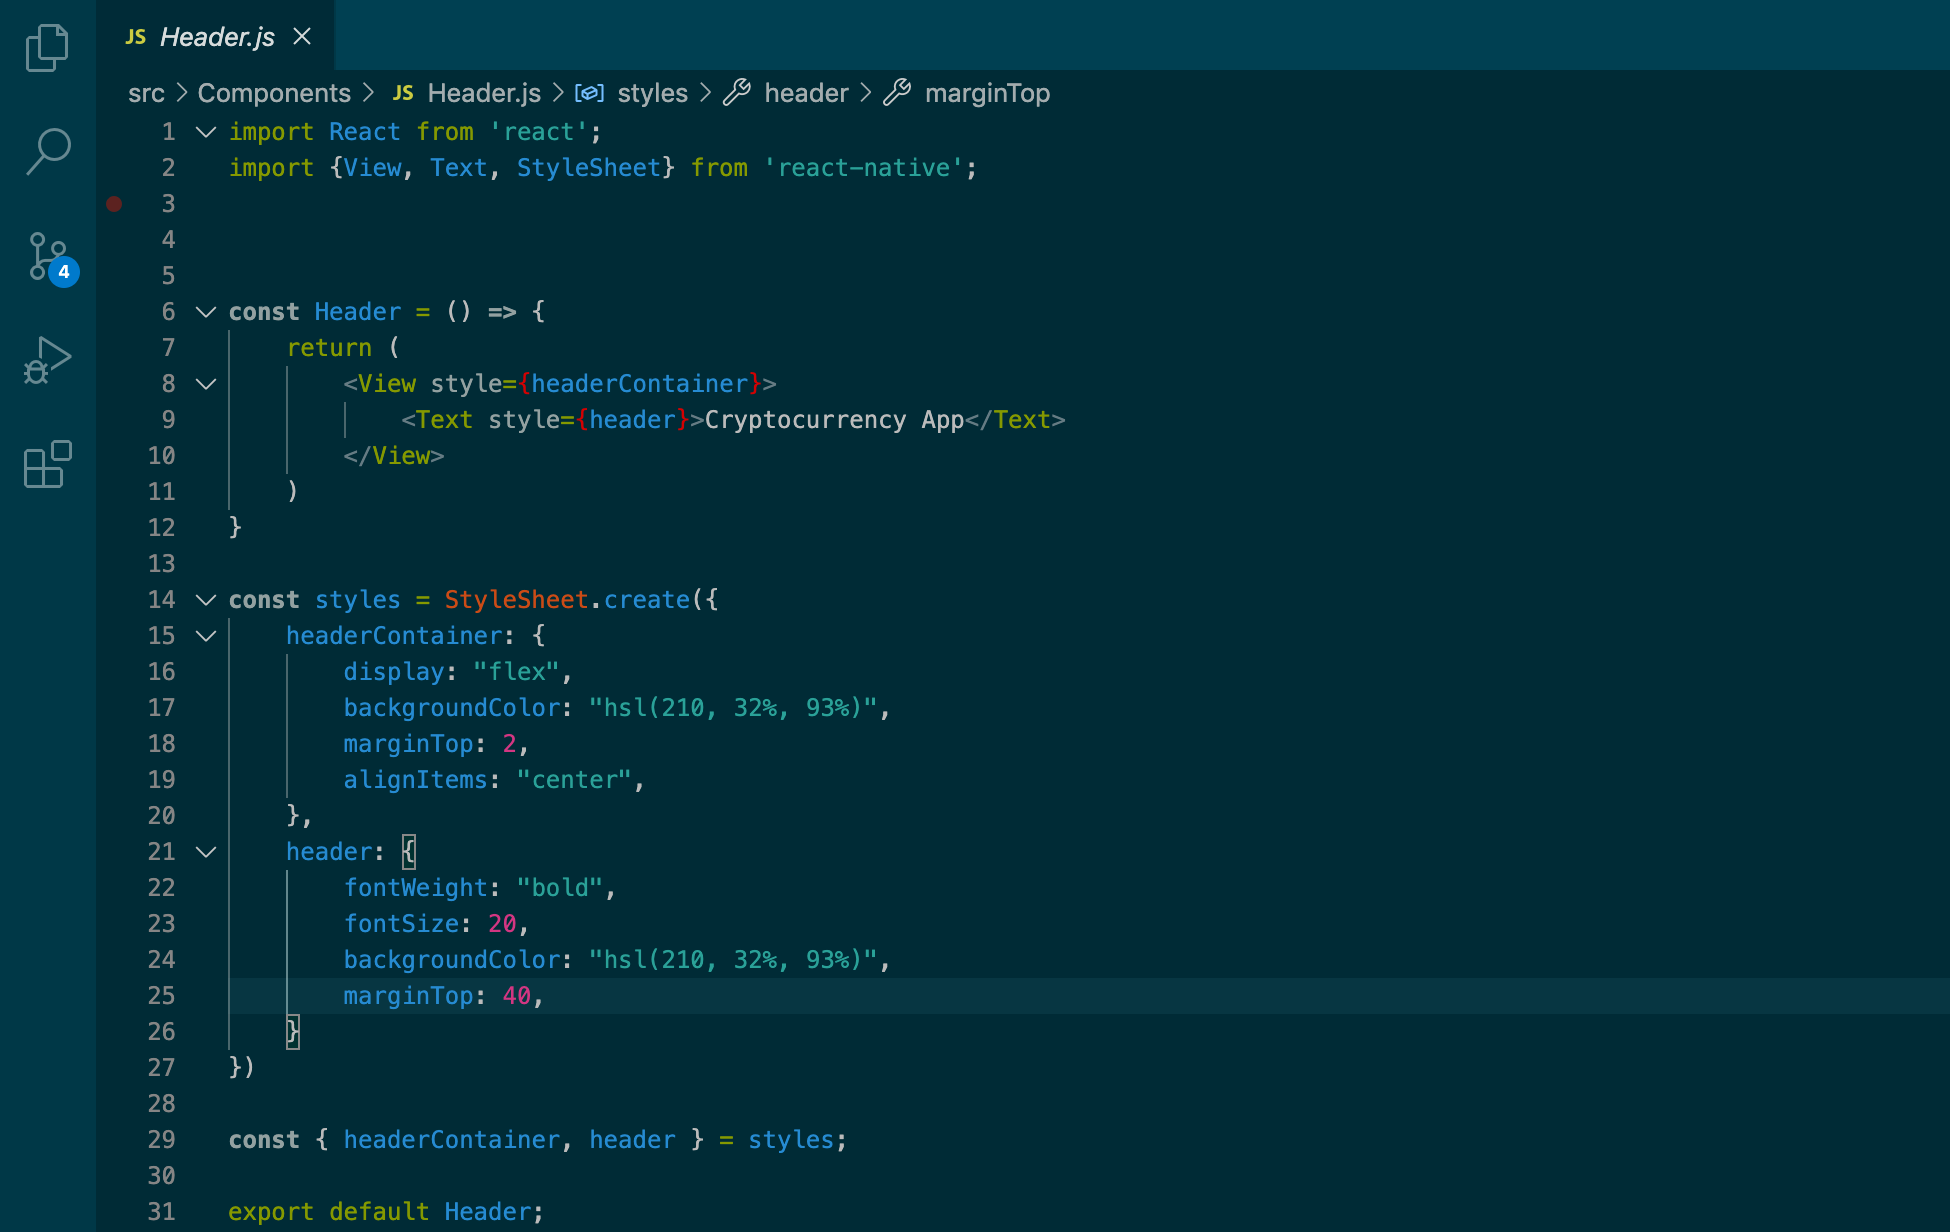 JS Header.js
src > Components > JS Header.js > styles > header > marginTop
1 import React from 'react';
2 import {View, Text, StyleSheet} from 'react-native';
3
4
4
5
6 const Header = () => {
7 return (
8 <View style={headerContainer}>
9 <Text style={header}>Cryptocurrency App</Text>
10 </View>
11 )
12 }
13
14 const styles = StyleSheet.create({
15 headerContainer: {
16 display: "flex",
17 backgroundColor: "hsl(210, 32%, 93%)",
18 marginTop: 2,
19 alignItems: "center",
20 },
21 header: {
22 fontWeight: "bold",
23 fontSize: 20,
24 backgroundColor: "hsl(210, 32%, 93%)",
25 marginTop: 40,
26 }
27 })
28
29 const { headerContainer, header } = styles;
30
31 export default Header;